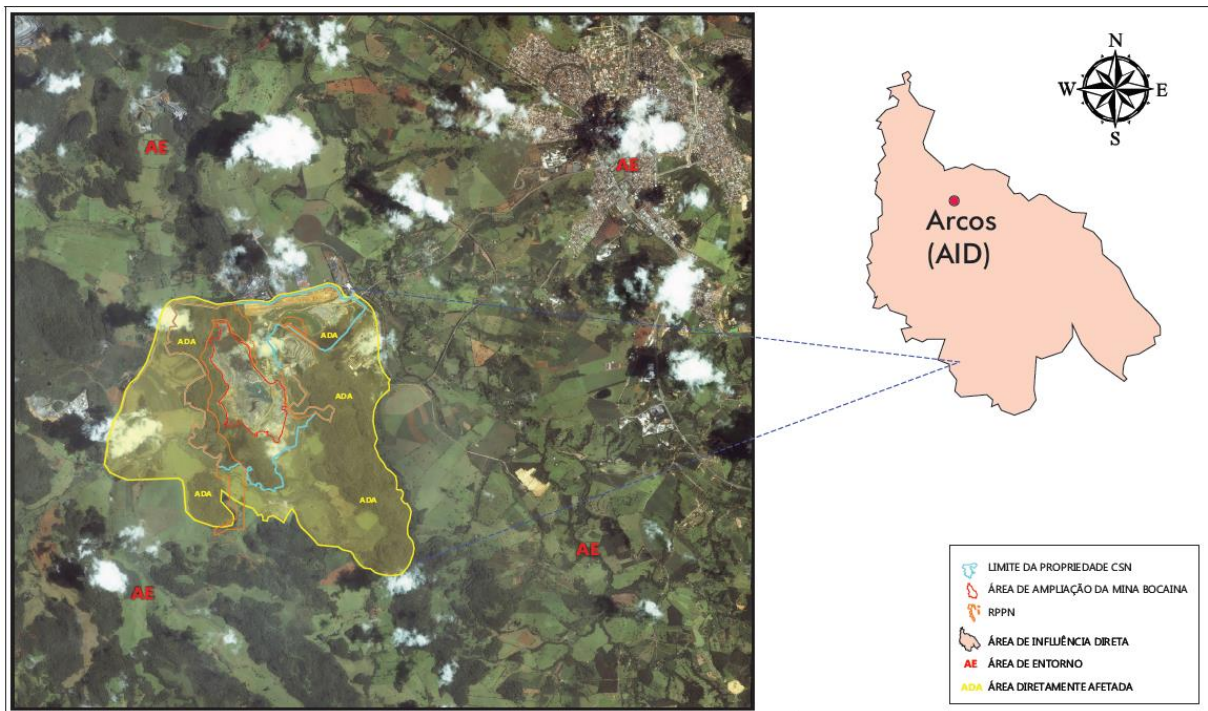 AE
AE
ADA
ADA
ADA
ADA
ADA
AE
AE
N
W
E
S
Arcos
(AID)
LIMITE DA PROPRIEDADE CSN
ÁREA DE AMPLIAÇÃO DA MINA BOCAINA
RPPN
ÁREA DE INFLUÊNCIA DIRETA
AE ÁREA DE ENTORNO
ADA ÁREA DIRETAMENTE AFETADA